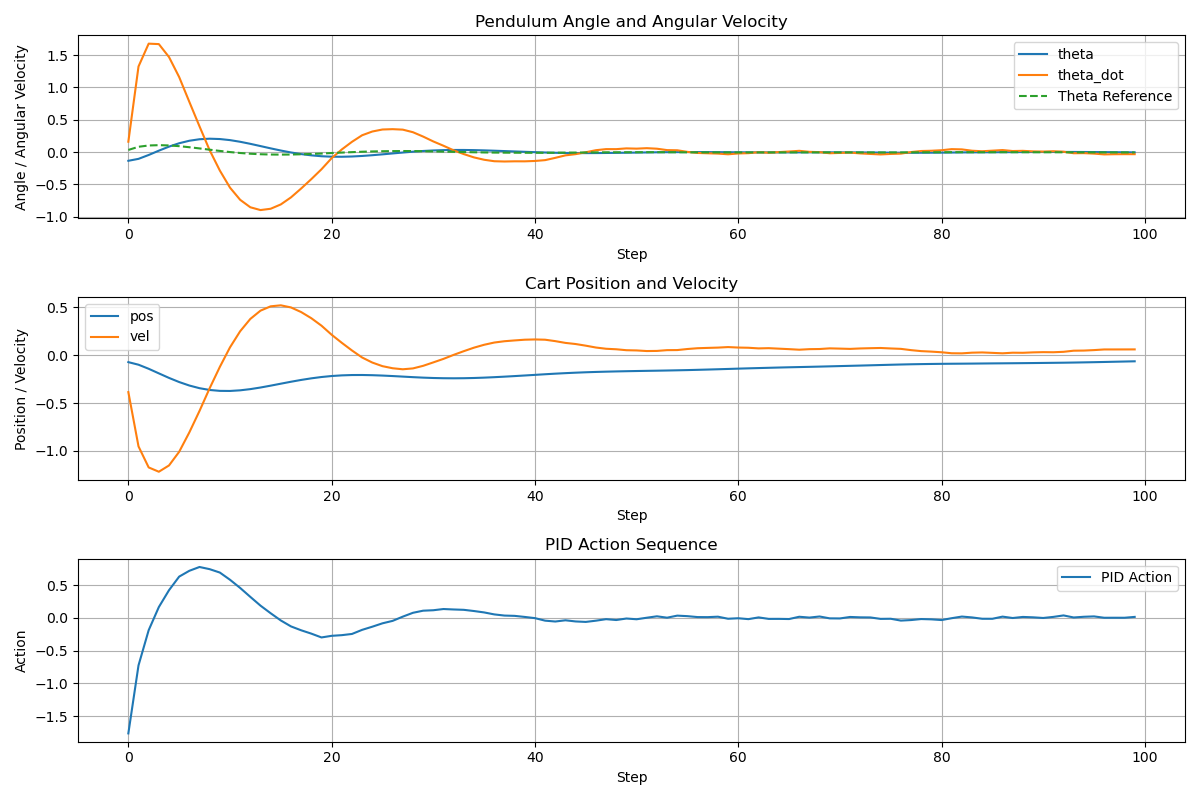 Pendulum Angle and Angular Velocity
Angle / Angular Velocity
1.5
1.0
0.5
0.0
−0.5
−1.0
theta
theta_dot
Theta Reference
0 20 40 60 80 100
Step
Cart Position and Velocity
Position / Velocity
0.5
0.0
−0.5
−1.0
pos
vel
0 20 40 60 80 100
Step
PID Action Sequence
Action
0.5
0.0
−0.5
−1.0
−1.5
PID Action
0 20 40 60 80 100
Step